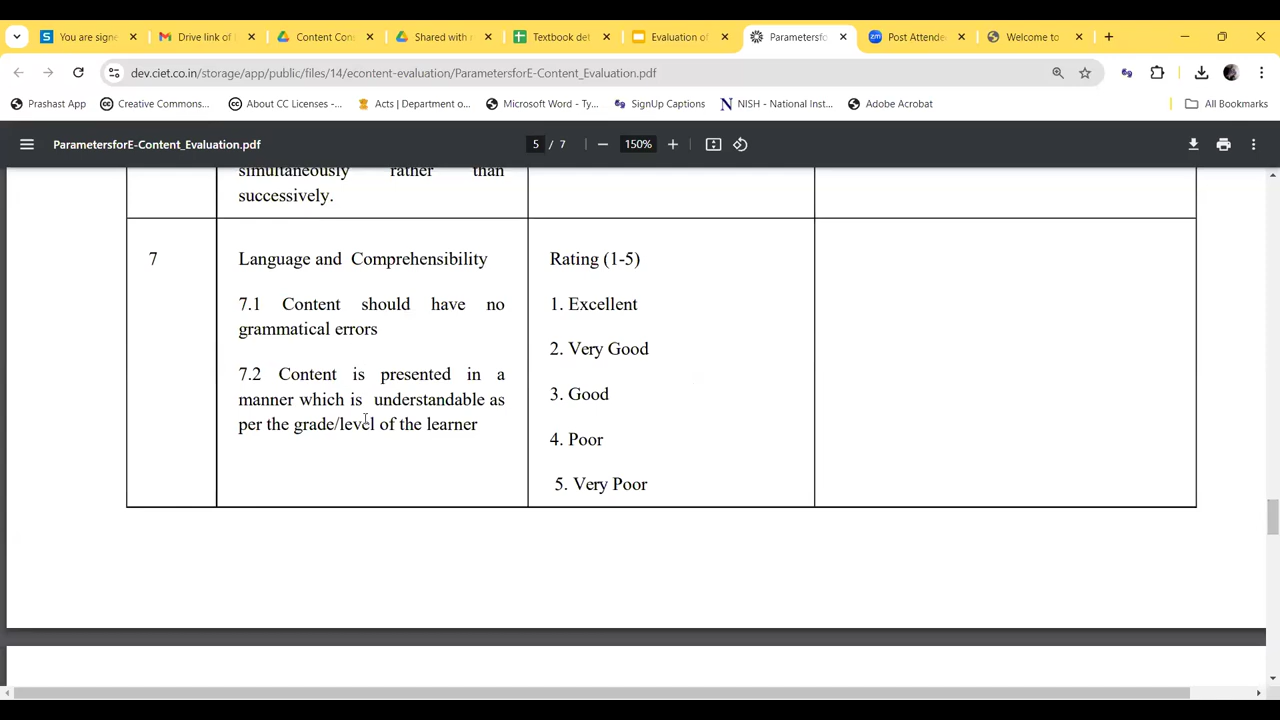 You are signe
Drive link of
Content Con
Shared with
Textbook det
Evaluation of
Parametersfo
Post Attende
Welcome to
dev.ciet.co.in/storage/app/public/files/14/econtent-evaluation/ParametersforE-Content_Evaluation.pdf
Prashast App
Creative Commons...
About CC Licenses -...
Acts | Department o...
Microsoft Word - Ty...
SignUp Captions
NISH - National Inst...
Adobe Acrobat
All Bookmarks
ParametersforE-Content_Evaluation.pdf
5 / 7
150%
simultaneously rather than
successively.
7
Language and Comprehensibility
7.1 Content should have no
grammatical errors
7.2 Content is presented in a
manner which is understandable as
per the grade/level of the learner
Rating (1-5)
1. Excellent
2. Very Good
3. Good
4. Poor
5. Very Poor